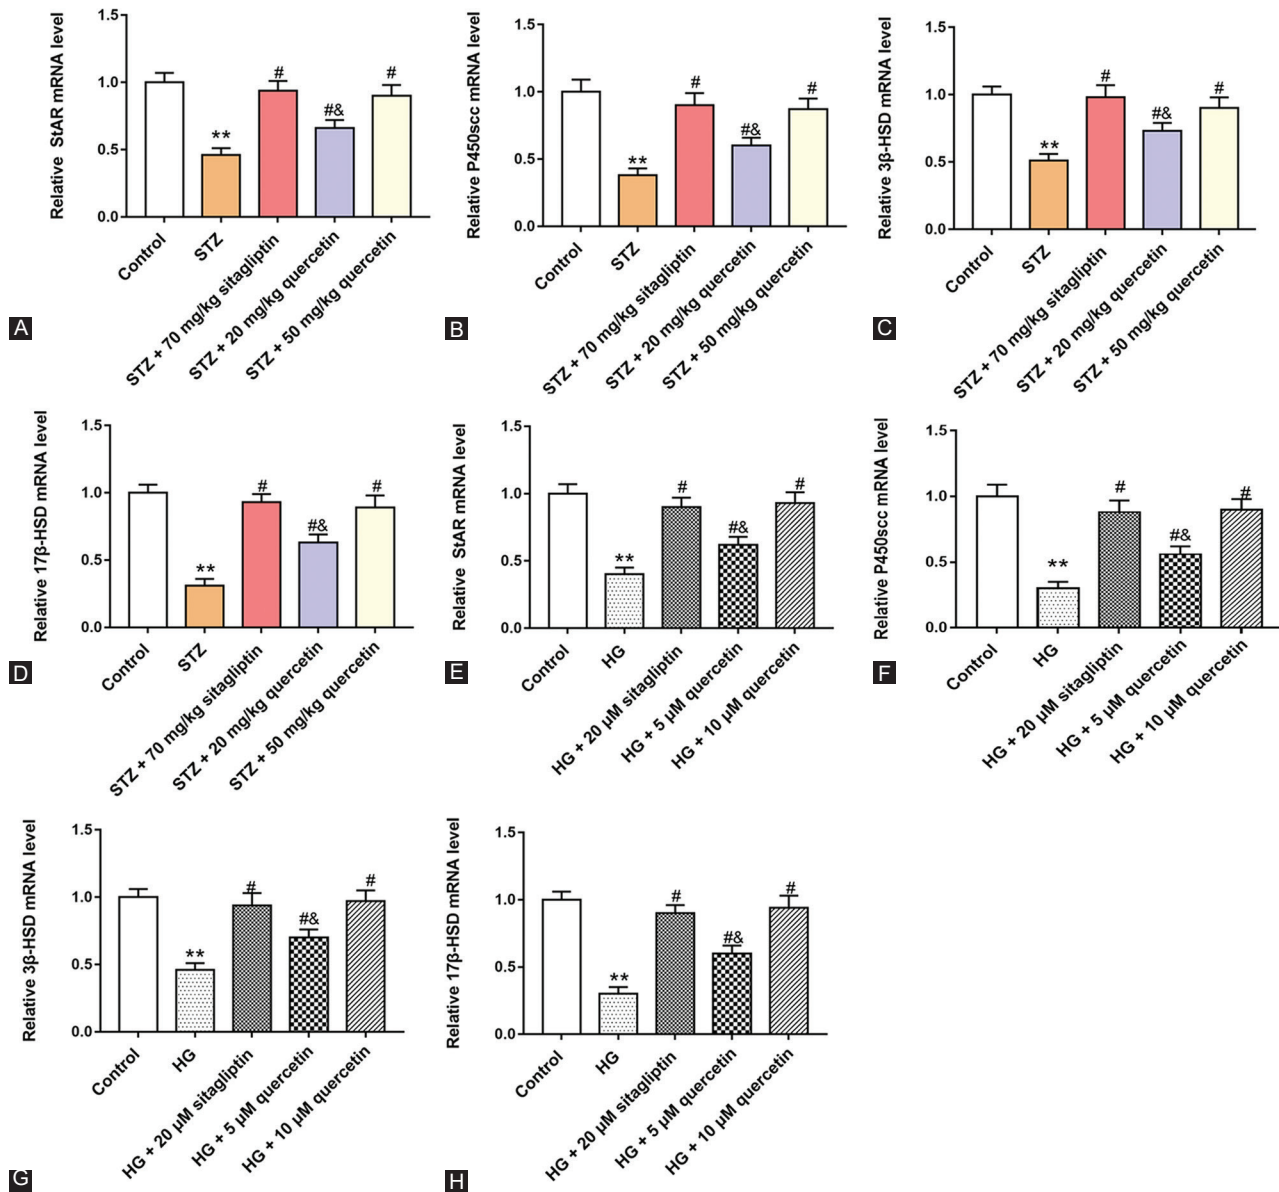 Relative StAR mRNA level
1.5
1.0
0.5
0.0
**
#
#&
#
Control
STZ
STZ + 70 mg/kg sitagliptin
STZ + 20 mg/kg quercetin
STZ + 50 mg/kg quercetin
A
Relative P450scc mRNA level
1.5
1.0
0.5
0.0
**
#
#&
#
Control
STZ
STZ + 70 mg/kg sitagliptin
STZ + 20 mg/kg quercetin
STZ + 50 mg/kg quercetin
B
Relative 3β-HSD mRNA level
1.5
1.0
0.5
0.0
**
#
#&
#
Control
STZ
STZ + 70 mg/kg sitagliptin
STZ + 20 mg/kg quercetin
STZ + 50 mg/kg quercetin
C
Relative 17β-HSD mRNA level
1.5
1.0
0.5
0.0
**
#
#&
#
Control
STZ
STZ + 70 mg/kg sitagliptin
STZ + 20 mg/kg quercetin
STZ + 50 mg/kg quercetin
D
Relative StAR mRNA level
1.5
1.0
0.5
0.0
**
#
#&
#
Control
HG
HG + 20 µM sitagliptin
HG + 5 µM quercetin
HG + 10 µM quercetin
E
Relative P450scc mRNA level
1.5
1.0
0.5
0.0
**
#
#&
#
Control
HG
HG + 20 µM sitagliptin
HG + 5 µM quercetin
HG + 10 µM quercetin
F
Relative 3β-HSD mRNA level
1.5
1.0
0.5
0.0
**
#
#&
#
Control
HG
HG + 20 µM sitagliptin
HG + 5 µM quercetin
HG + 10 µM quercetin
G
Relative 17β-HSD mRNA level
1.5
1.0
0.5
0.0
**
#
#&
#
Control
HG
HG + 20 µM sitagliptin
HG + 5 µM quercetin
HG + 10 µM quercetin
H